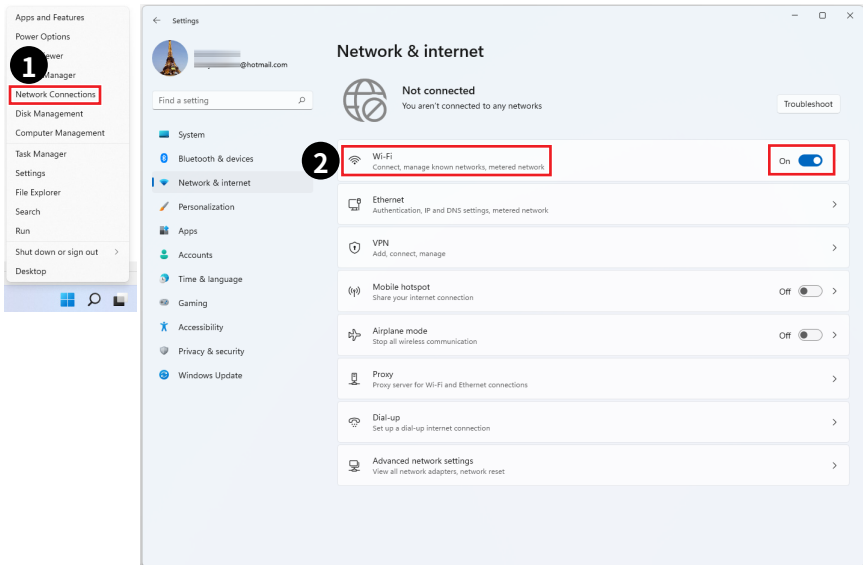 Apps and Features
Power Options
ewer
1
Manager
Network Connections
Disk Management
Computer Management
Task Manager
Settings
File Explorer
Search
Run
Shut down or sign out
Desktop
Settings
@hotmail.com
Find a setting
System
Bluetooth & devices
Network & internet
Personalization
Apps
Accounts
Time & language
Gaming
Accessibility
Privacy & security
Windows Update
Network & internet
Not connected
You aren't connected to any networks
Troubleshoot
2
Wi-Fi
Connect, manage known networks, metered network
On
Ethernet
Authentication, IP and DNS settings, metered network
VPN
Add, connect, manage
Mobile hotspot
Share your internet connection
Off
Airplane mode
Stop all wireless communication
Off
Proxy
Proxy server for Wi-Fi and Ethernet connections
Dial-up
Set up a dial-up internet connection
Advanced network settings
View all network adapters, network reset